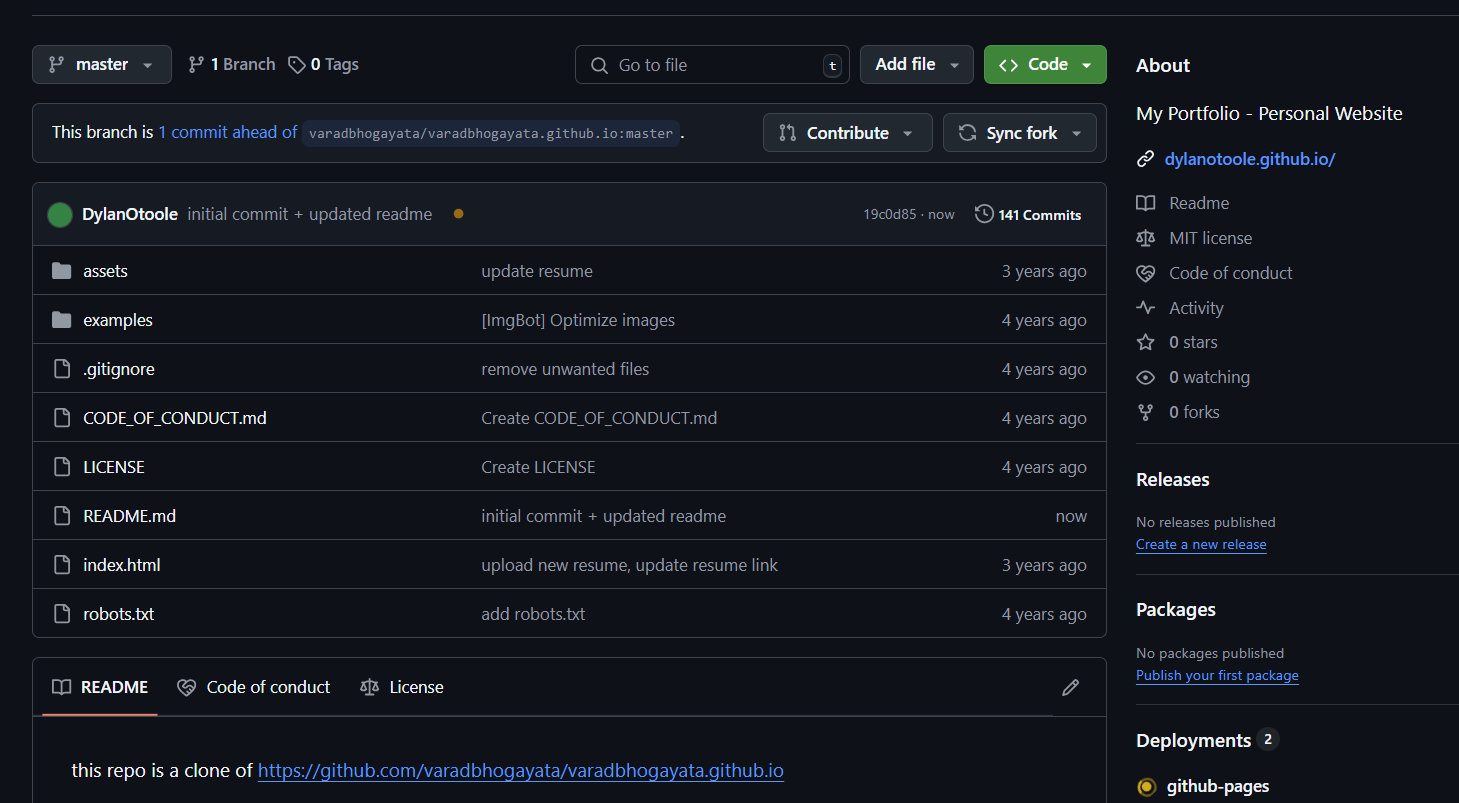 master 1 Branch 0 Tags Go to file t Add file Code
This branch is 1 commit ahead of varadbhogayata/varadbhogayata.github.io:master . Contribute Sync fork
DylanOtoole initial commit + updated readme 19c0d85 · now 141 Commits
assets update resume 3 years ago
examples [ImgBot] Optimize images 4 years ago
.gitignore remove unwanted files 4 years ago
CODE_OF_CONDUCT.md Create CODE_OF_CONDUCT.md 4 years ago
LICENSE Create LICENSE 4 years ago
README.md initial commit + updated readme now
index.html upload new resume, update resume link 3 years ago
robots.txt add robots.txt 4 years ago
README Code of conduct License
this repo is a clone of https://github.com/varadbhogayata/varadbhogayata.github.io
About
My Portfolio - Personal Website
dylanotoole.github.io/
Readme
MIT license
Code of conduct
Activity
0 stars
0 watching
0 forks
Releases
No releases published
Create a new release
Packages
No packages published
Publish your first package
Deployments 2
github-pages